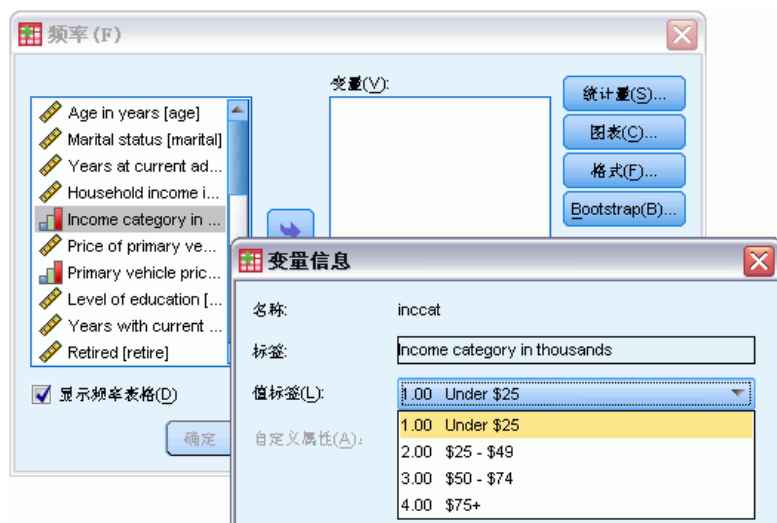 频率(F)
变量(V):
Age in years [age]
Marital status [marital]
Years at current ad...
Household income i...
Income category in ...
Price of primary ve...
Primary vehicle pric...
Level of education [...
Years with current ...
Retired [retire]
统计量(S)...
图表(C)...
格式(F)...
Bootstrap(B)...
显示频率表格(D)
确定
变量信息
名称:
inccat
标签:
Income category in thousands
值标签(L):
1.00 Under $25
1.00 Under $25
2.00 $25 - $49
3.00 $50 - $74
4.00 $75+
自定义属性(A):